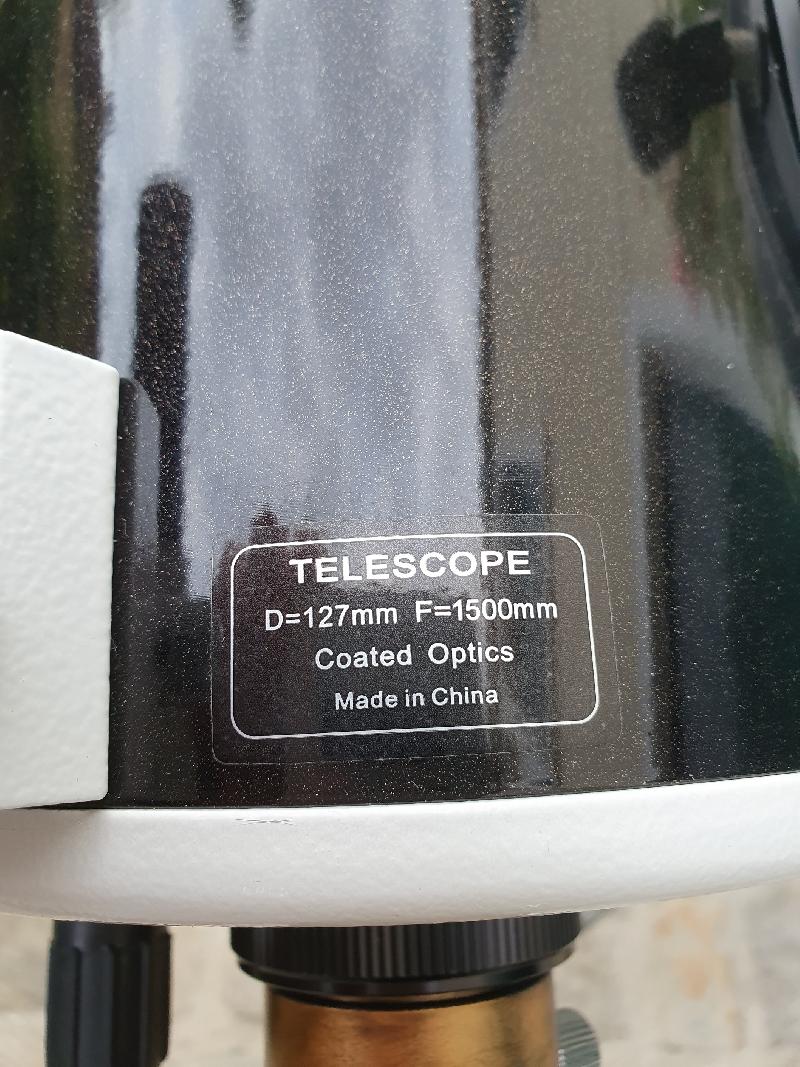 TELESCOPE
D=127mm F=1500mm
Coated Optics
Made in China